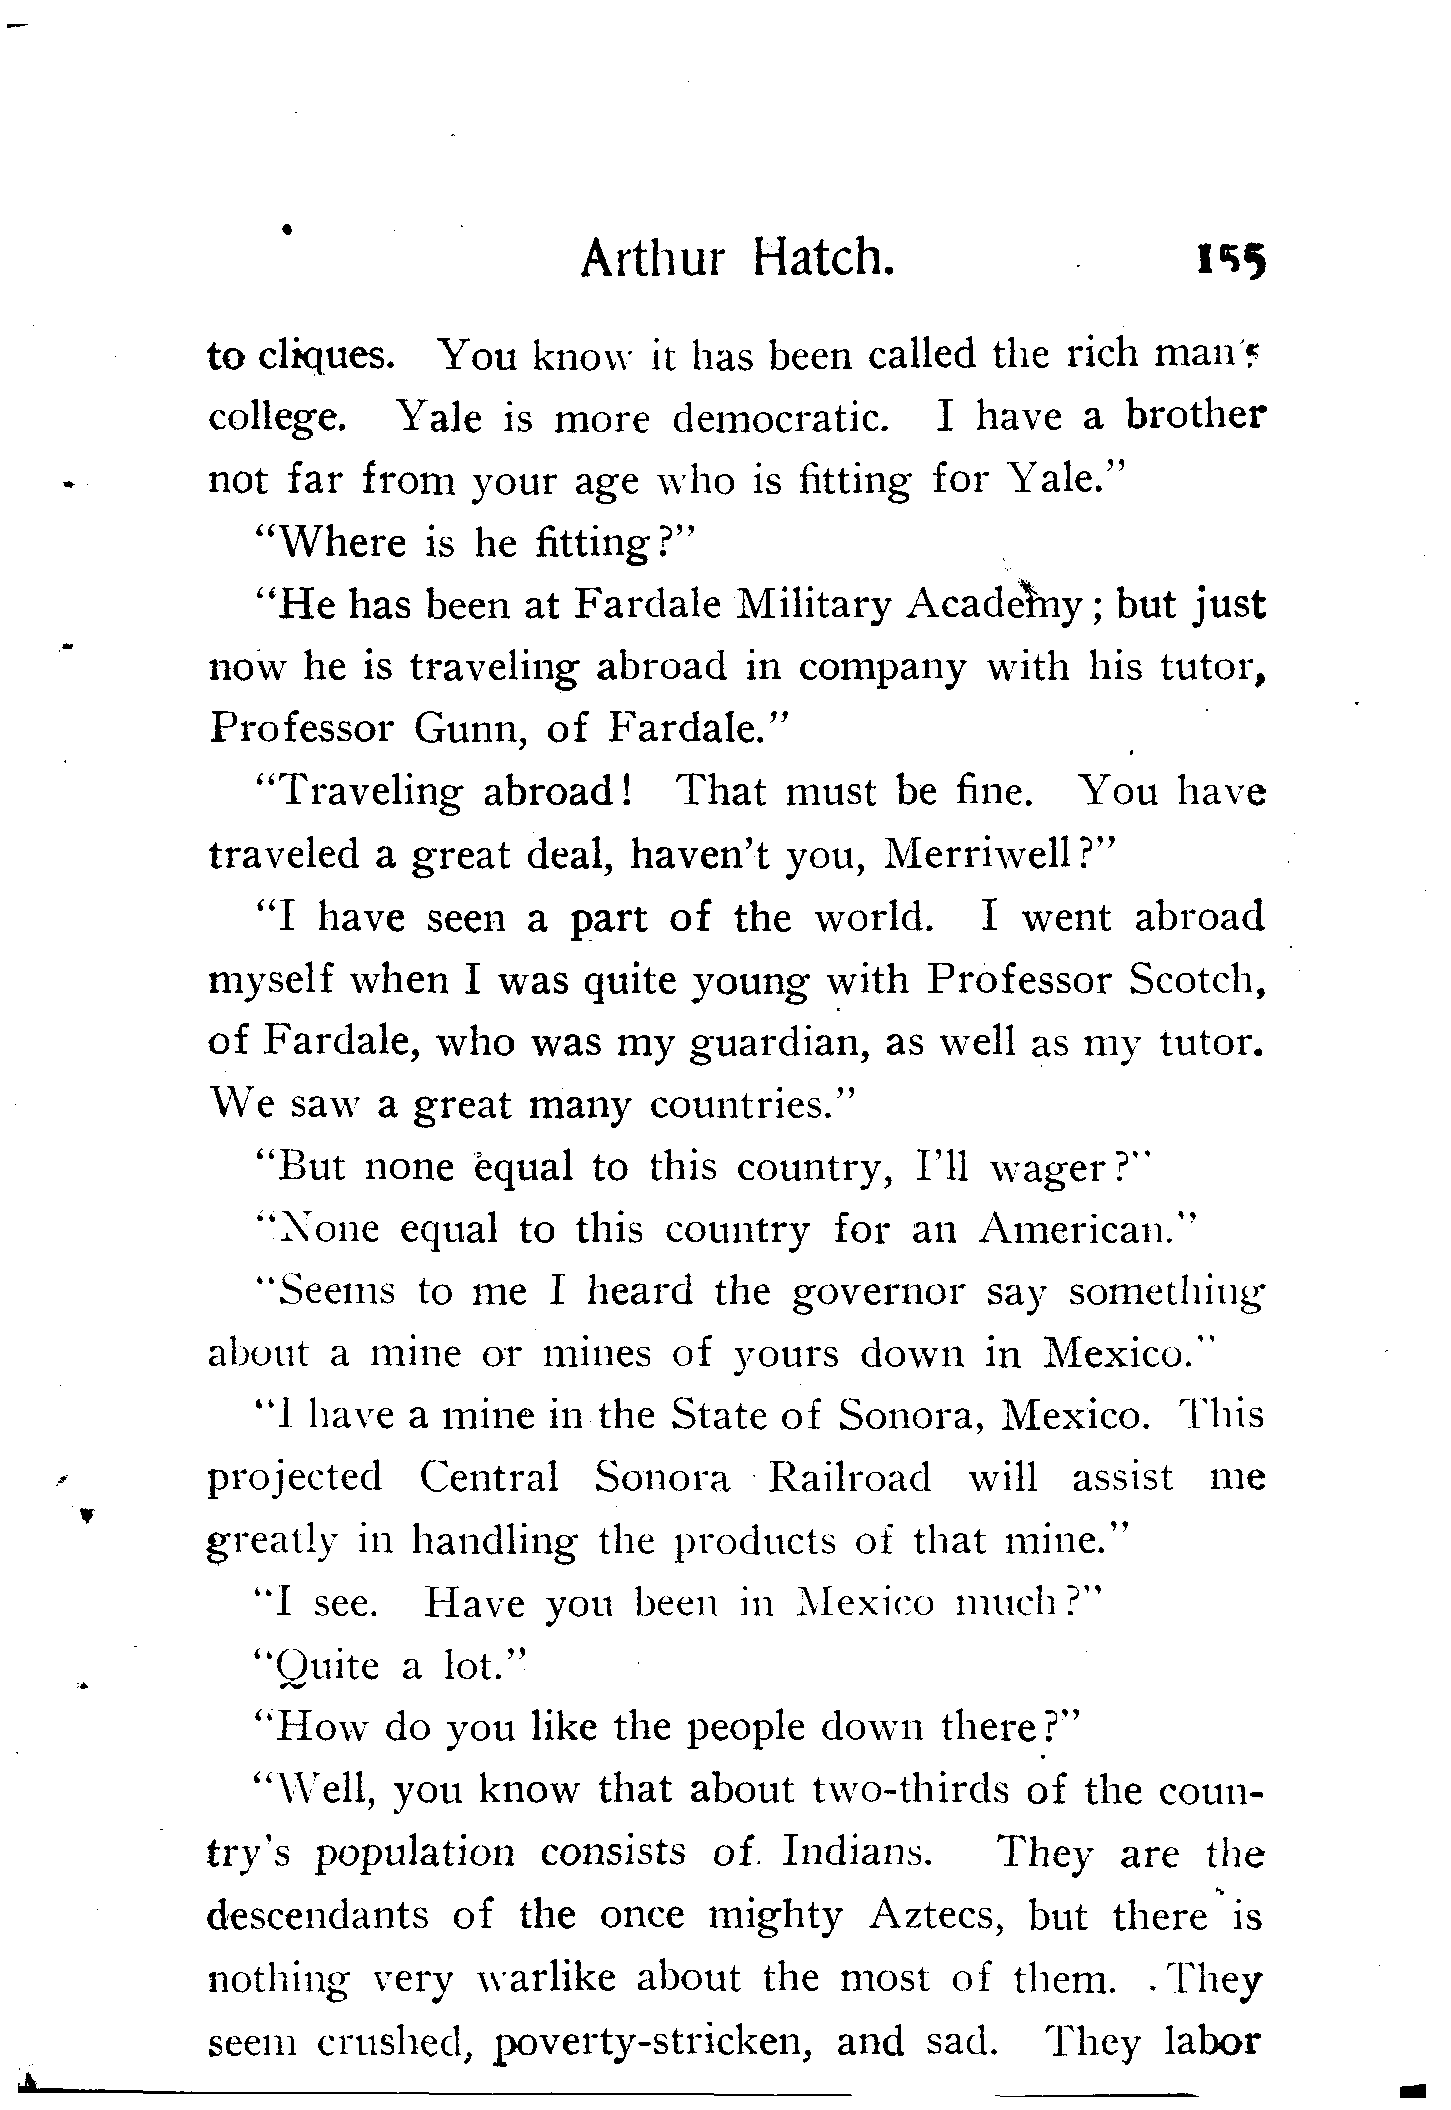 Arthur Hatch. 155
to cliques. You know it has been called the rich man's
college. Yale is more democratic. I have a brother
not far from your age who is fitting for Yale."
"Where is he fitting?"
"He has been at Fardale Military Academy; but just
now he is traveling abroad in company with his tutor,
Professor Gunn, of Fardale."
"Traveling abroad! That must be fine. You have
traveled a great deal, haven't you, Merriwell?"
"I have seen a part of the world. I went abroad
myself when I was quite young with Professor Scotch,
of Fardale, who was my guardian, as well as my tutor.
We saw a great many countries."
"But none equal to this country, I'll wager?"
"None equal to this country for an American."
"Seems to me I heard the governor say something
about a mine or mines of yours down in Mexico."
"I have a mine in the State of Sonora, Mexico. This
projected Central Sonora Railroad will assist me
greatly in handling the products of that mine."
"I see. Have you been in Mexico much?"
"Quite a lot."
"How do you like the people down there?"
"Well, you know that about two-thirds of the coun-
try's population consists of Indians. They are the
descendants of the once mighty Aztecs, but there is
nothing very warlike about the most of them. They
seem crushed, poverty-stricken, and sad. They labor